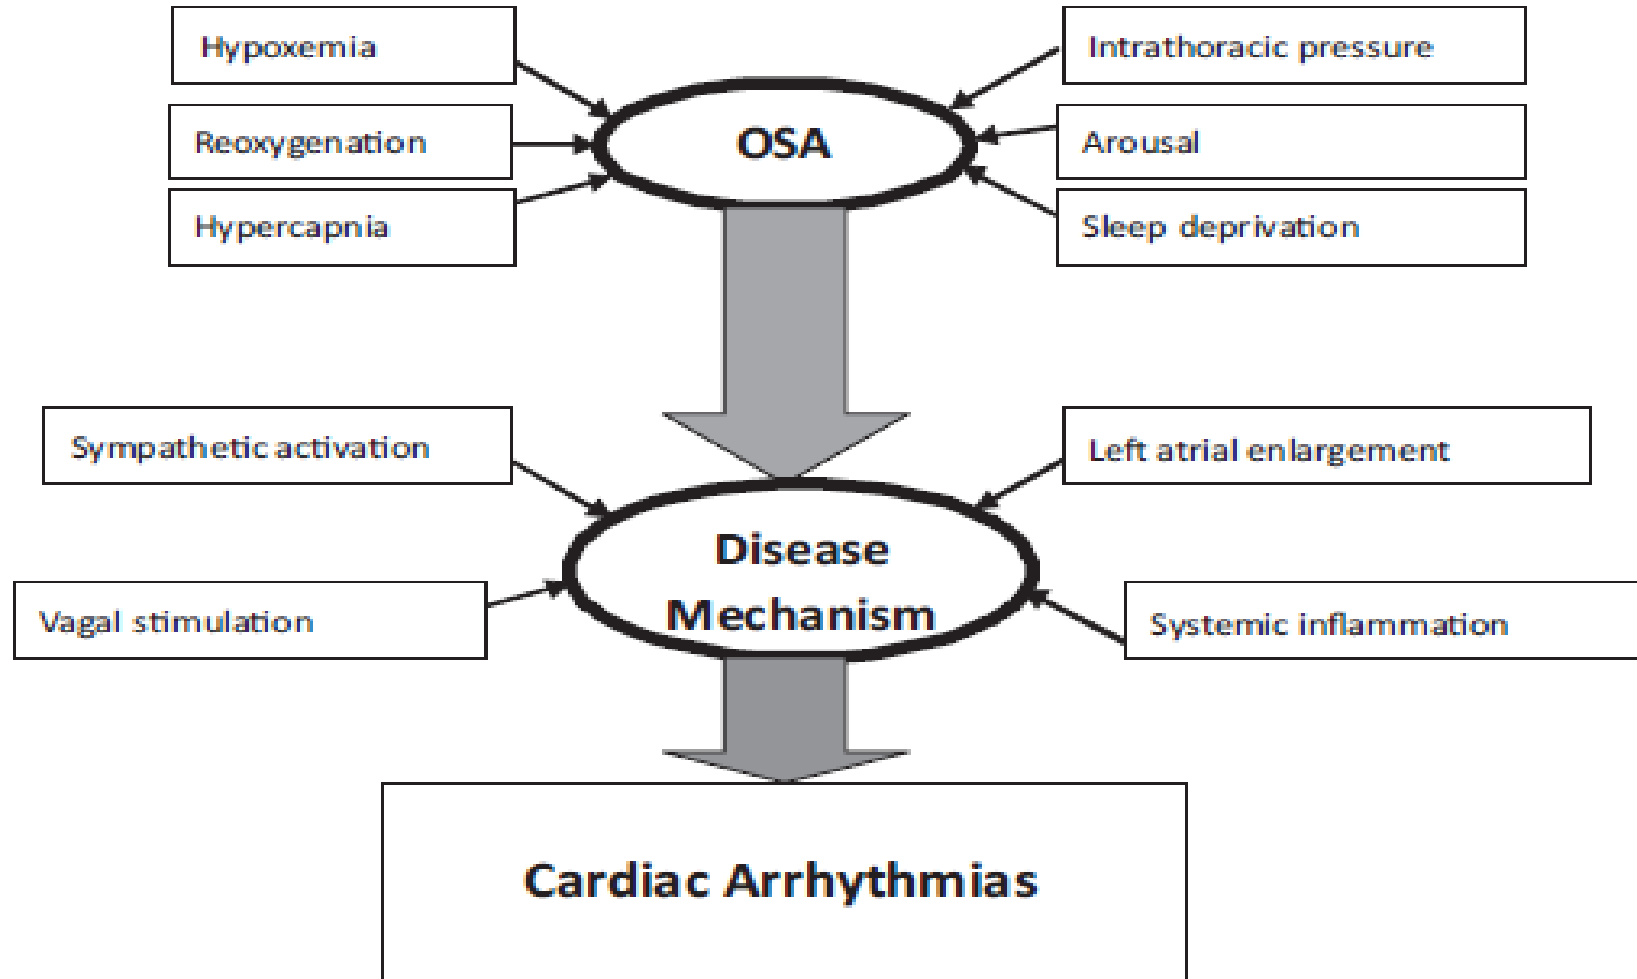 Hypoxemia
Intrathoracic pressure
Reoxygenation
OSA
Arousal
Hypercapnia
Sleep deprivation
Sympathetic activation
Left atrial enlargement
Disease
Mechanism
Vagal stimulation
Systemic inflammation
Cardiac Arrhythmias